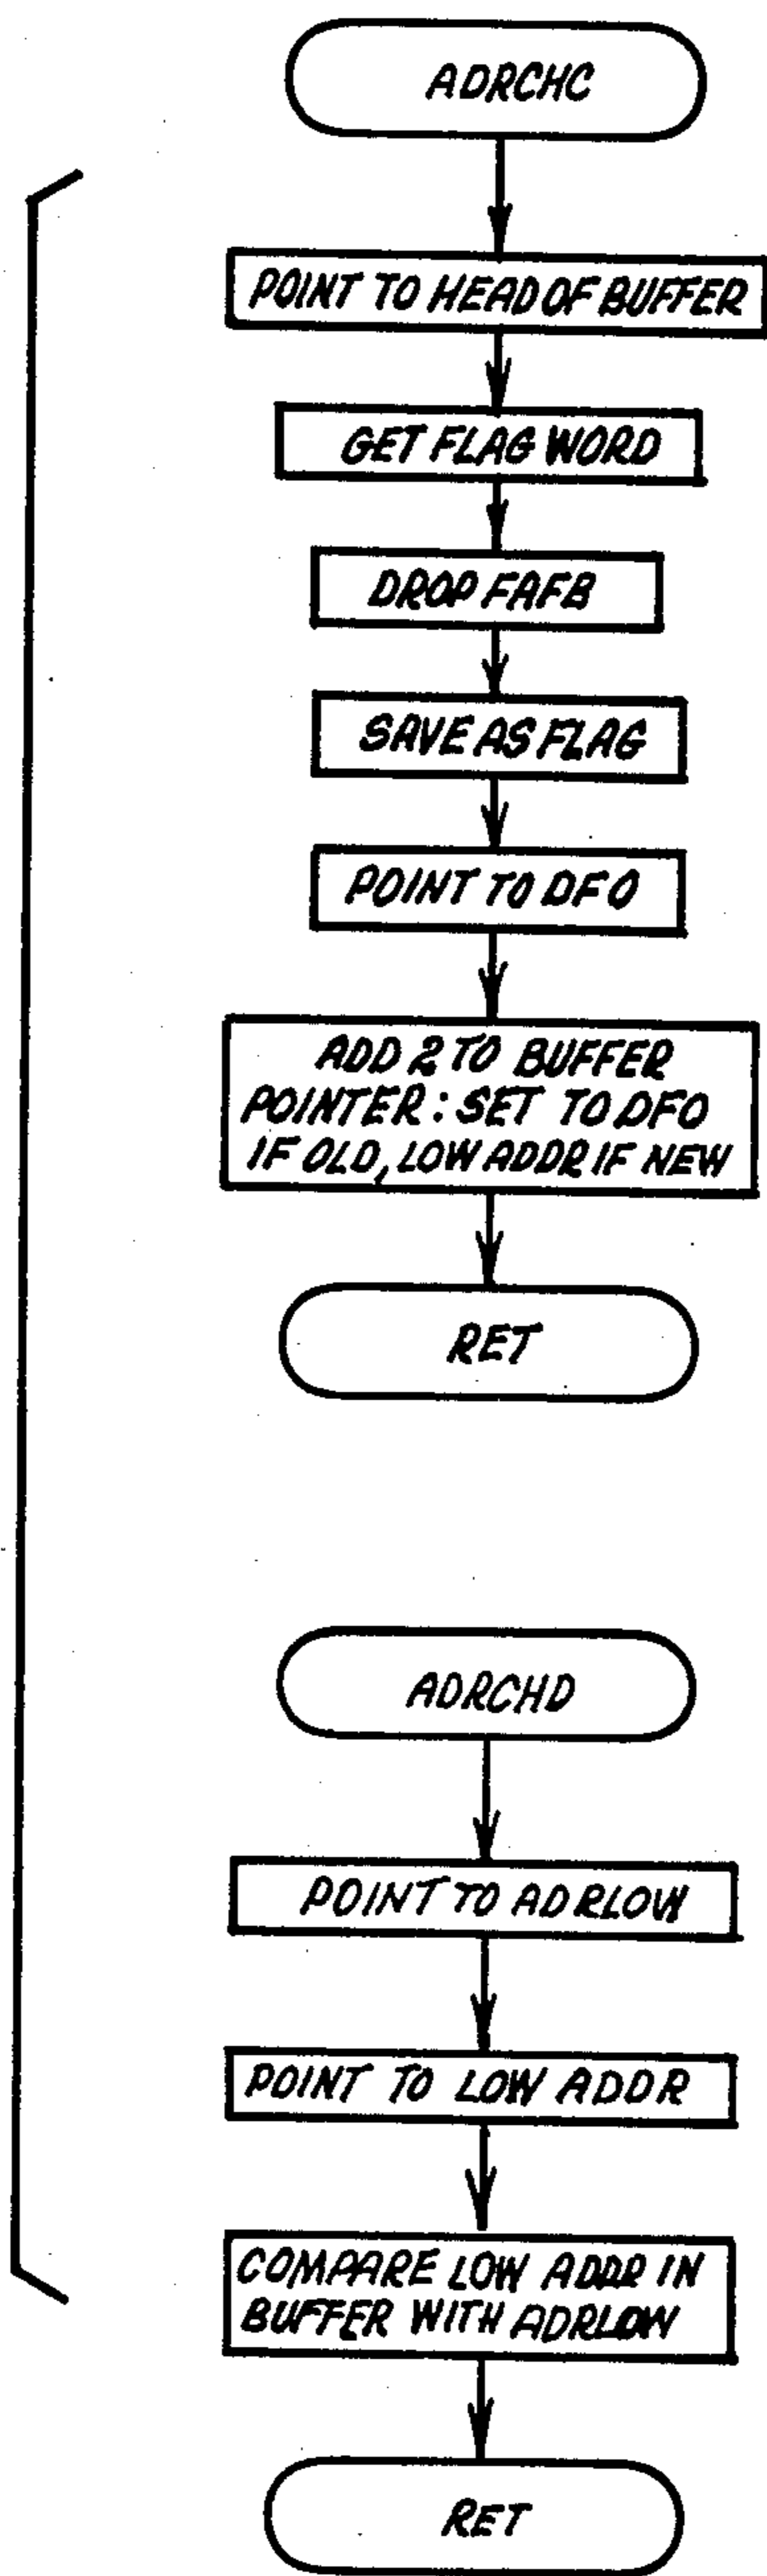 ADRCHC
POINT TO HEAD OF BUFFER
GET FLAG WORD
DROP FAFB
SAVE AS FLAG
POINT TO DFO
ADD 2 TO BUFFER
POINTER: SET TO DFO
IF OLD, LOW ADDR IF NEW
RET
ADRCHD
POINT TO ADRLOW
POINT TO LOW ADDR
COMPARE LOW ADDR IN
BUFFER WITH ADRLOW
RET